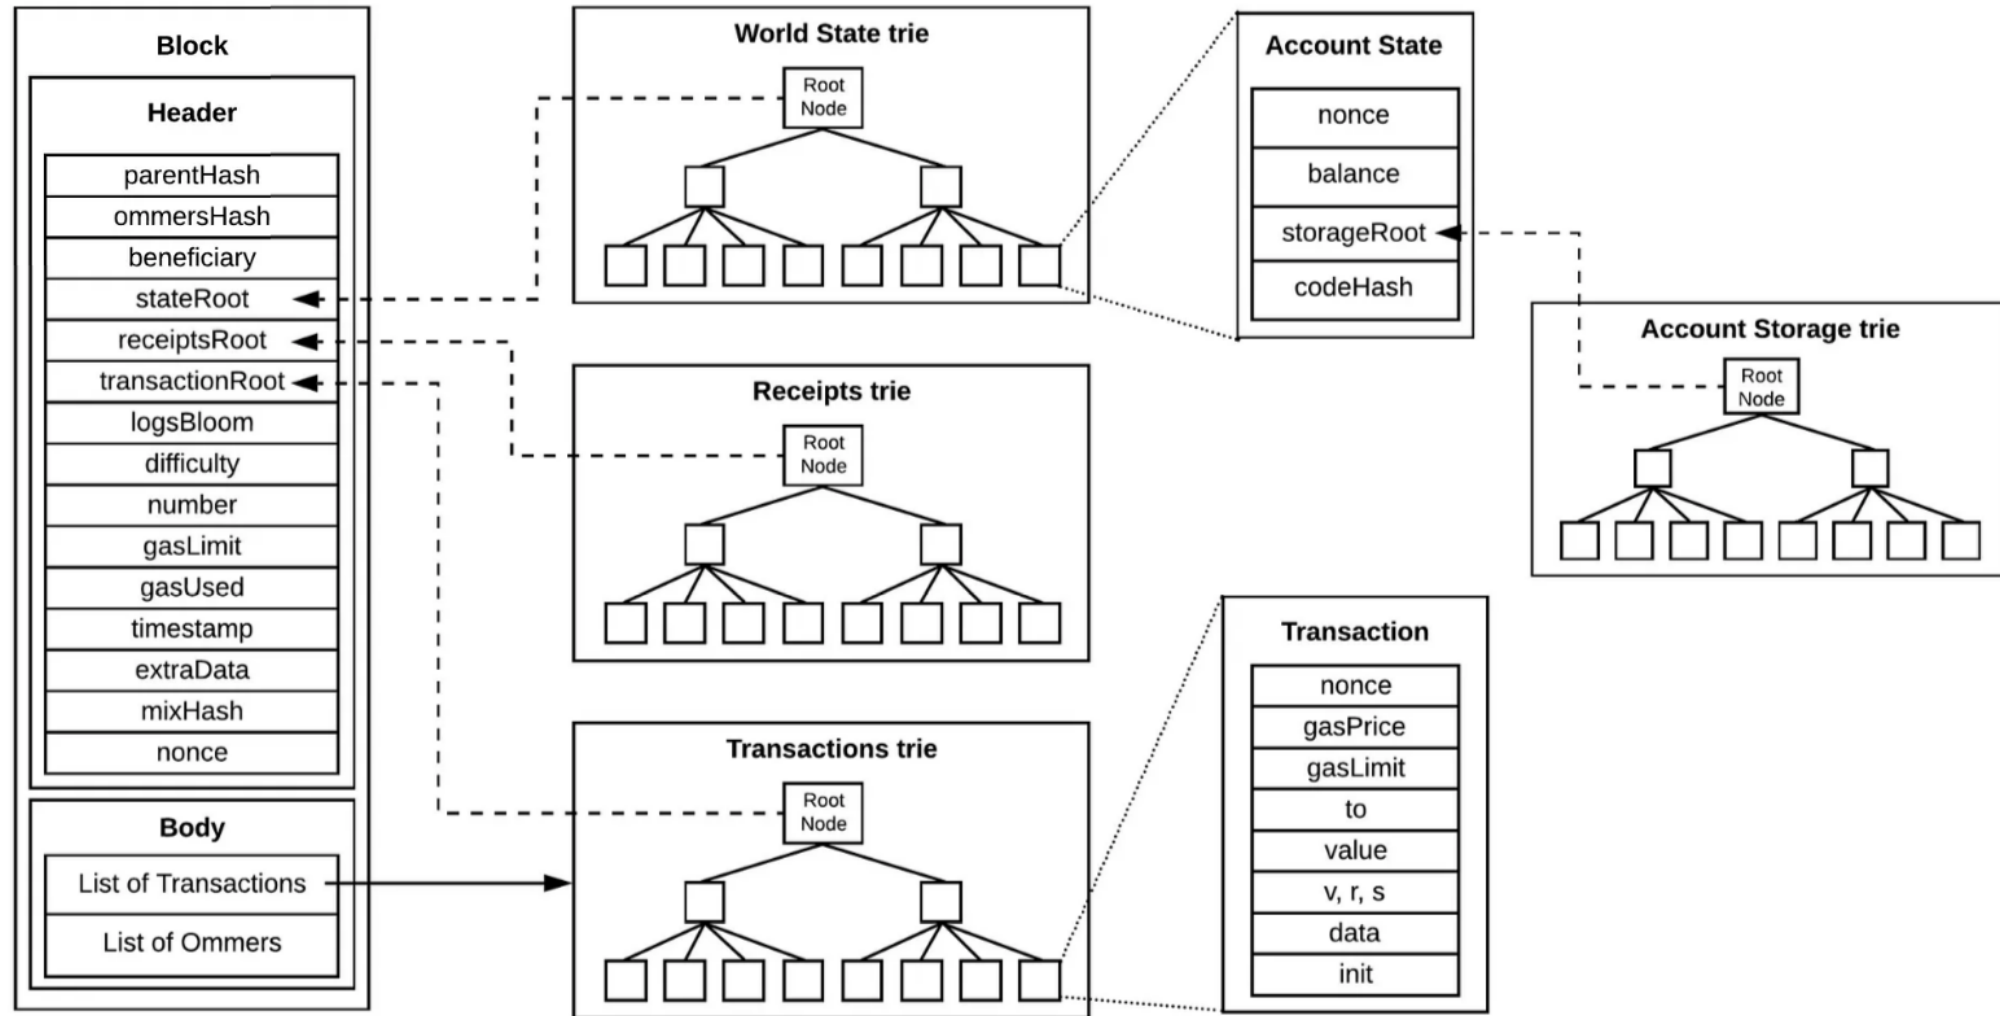 Block
Header
parentHash
ommersHash
beneficiary
stateRoot
receiptsRoot
transactionRoot
logsBloom
difficulty
number
gasLimit
gasUsed
timestamp
extraData
mixHash
nonce
Body
List of Transactions
List of Ommers
World State trie
Root
Node
Receipts trie
Root
Node
Transactions trie
Root
Node
Account State
nonce
balance
storageRoot
codeHash
Account Storage trie
Root
Node
Transaction
nonce
gasPrice
gasLimit
to
value
v, r, s
data
init